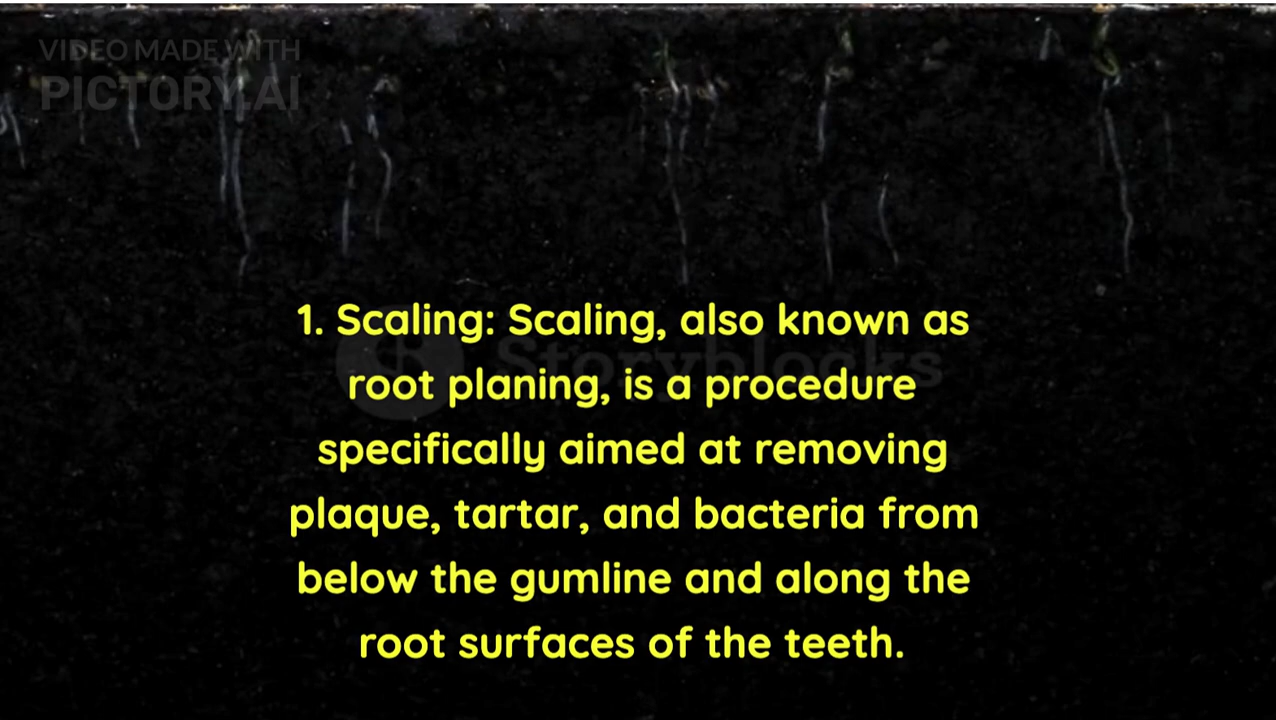 VIDEO MADE WITH
PICTORY.AI
1. Scaling: Scaling, also known as
root planing, is a procedure
specifically aimed at removing
plaque, tartar, and bacteria from
below the gumline and along the
root surfaces of the teeth.
Storyblocks